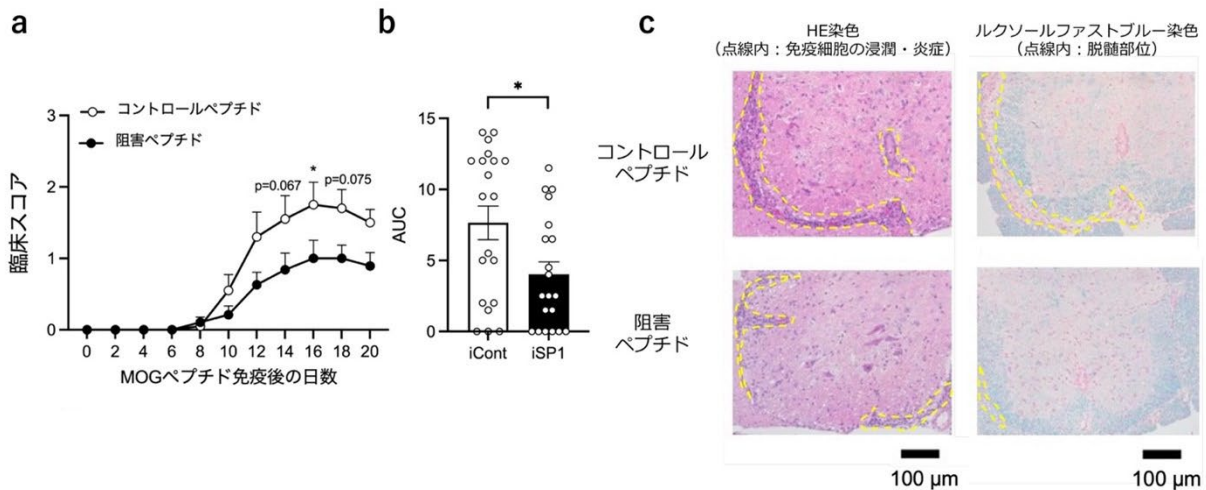 a
コントロールペプチド
阻害ペプチド
3
2
1
0
臨床スコア
p=0.067
*
p=0.075
0 2 4 6 8 10 12 14 16 18 20
MOGペプチド免疫後の日数
b
*
15
10
5
0
AUC
iCont iSP1
c
HE染色
(点線内:免疫細胞の浸潤・炎症)
ルクソールファストブルー染色
(点線内:脱髄部位)
コントロール
ペプチド
阻害
ペプチド
100 μm
100 μm